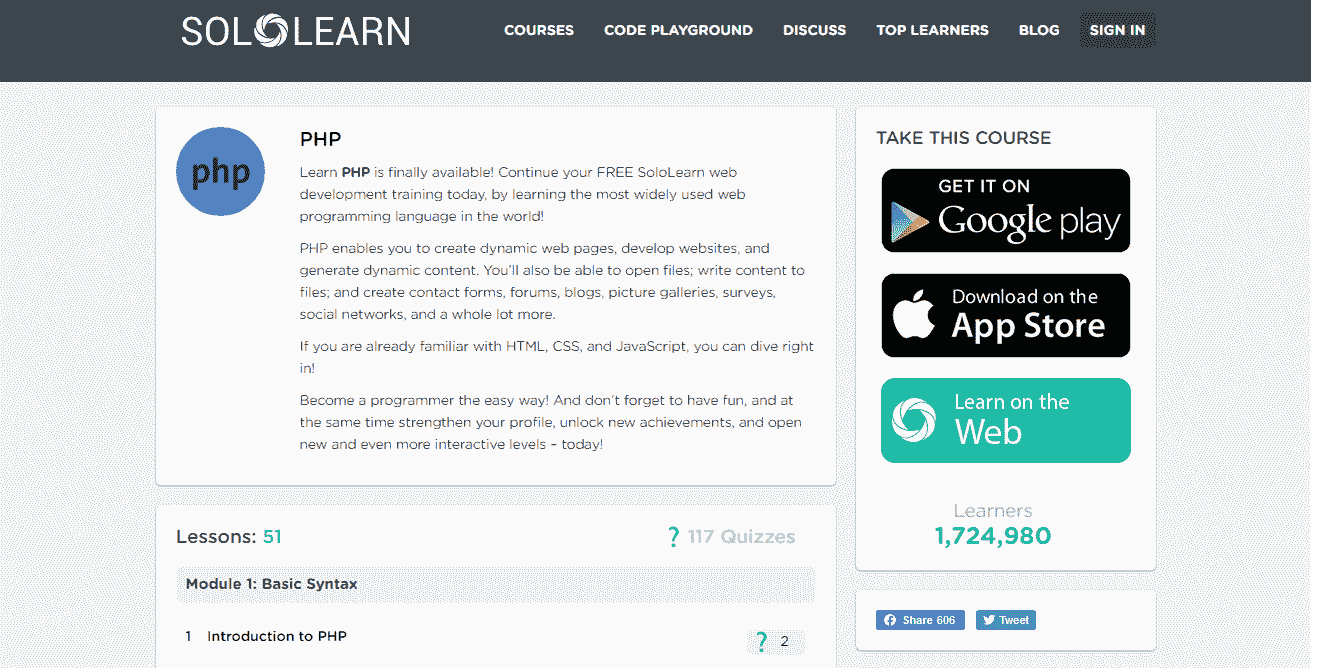 SOLOLEARN
COURSES
CODE PLAYGROUND
DISCUSS
TOP LEARNERS
BLOG
SIGN IN
php
PHP
Learn PHP is finally available! Continue your FREE SoloLearn web
development training today, by learning the most widely used web
programming language in the world!
PHP enables you to create dynamic web pages, develop websites, and
generate dynamic content. You'll also be able to open files; write content to
files; and create contact forms, forums, blogs, picture galleries, surveys,
social networks, and a whole lot more.
If you are already familiar with HTML, CSS, and JavaScript, you can dive right
in!
Become a programmer the easy way! And don't forget to have fun, and at
the same time strengthen your profile, unlock new achievements, and open
new and even more interactive levels – today!
Lessons: 51
? 117 Quizzes
Module 1: Basic Syntax
1 Introduction to PHP
? 2
TAKE THIS COURSE
GET IT ON
Google play
Download on the
App Store
Learn on the
Web
Learners
1,724,980
Share 606
Tweet